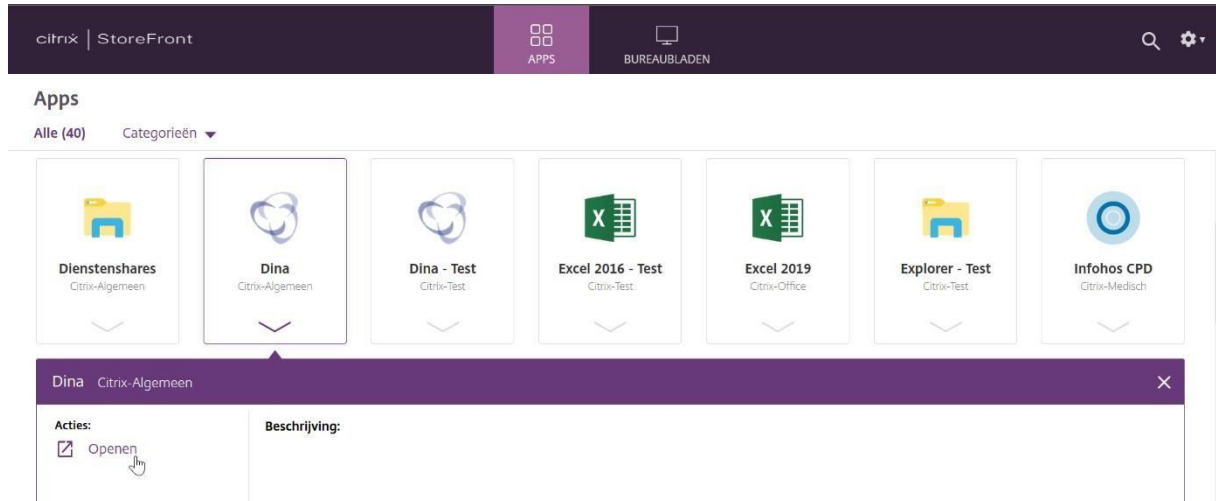 citrix | StoreFront
APPS
BUREAUBLADEN
Apps
Alle (40) Categorieën
Dienstenshares
Citrix-Algemeen
Dina
Citrix-Algemeen
Dina - Test
Citrix-Test
Excel 2016 - Test
Citrix-Test
Excel 2019
Citrix-Office
Explorer - Test
Citrix-Test
Infohos CPD
Citrix-Medisch
Dina Citrix-Algemeen
Acties:
Openen
Beschrijving: